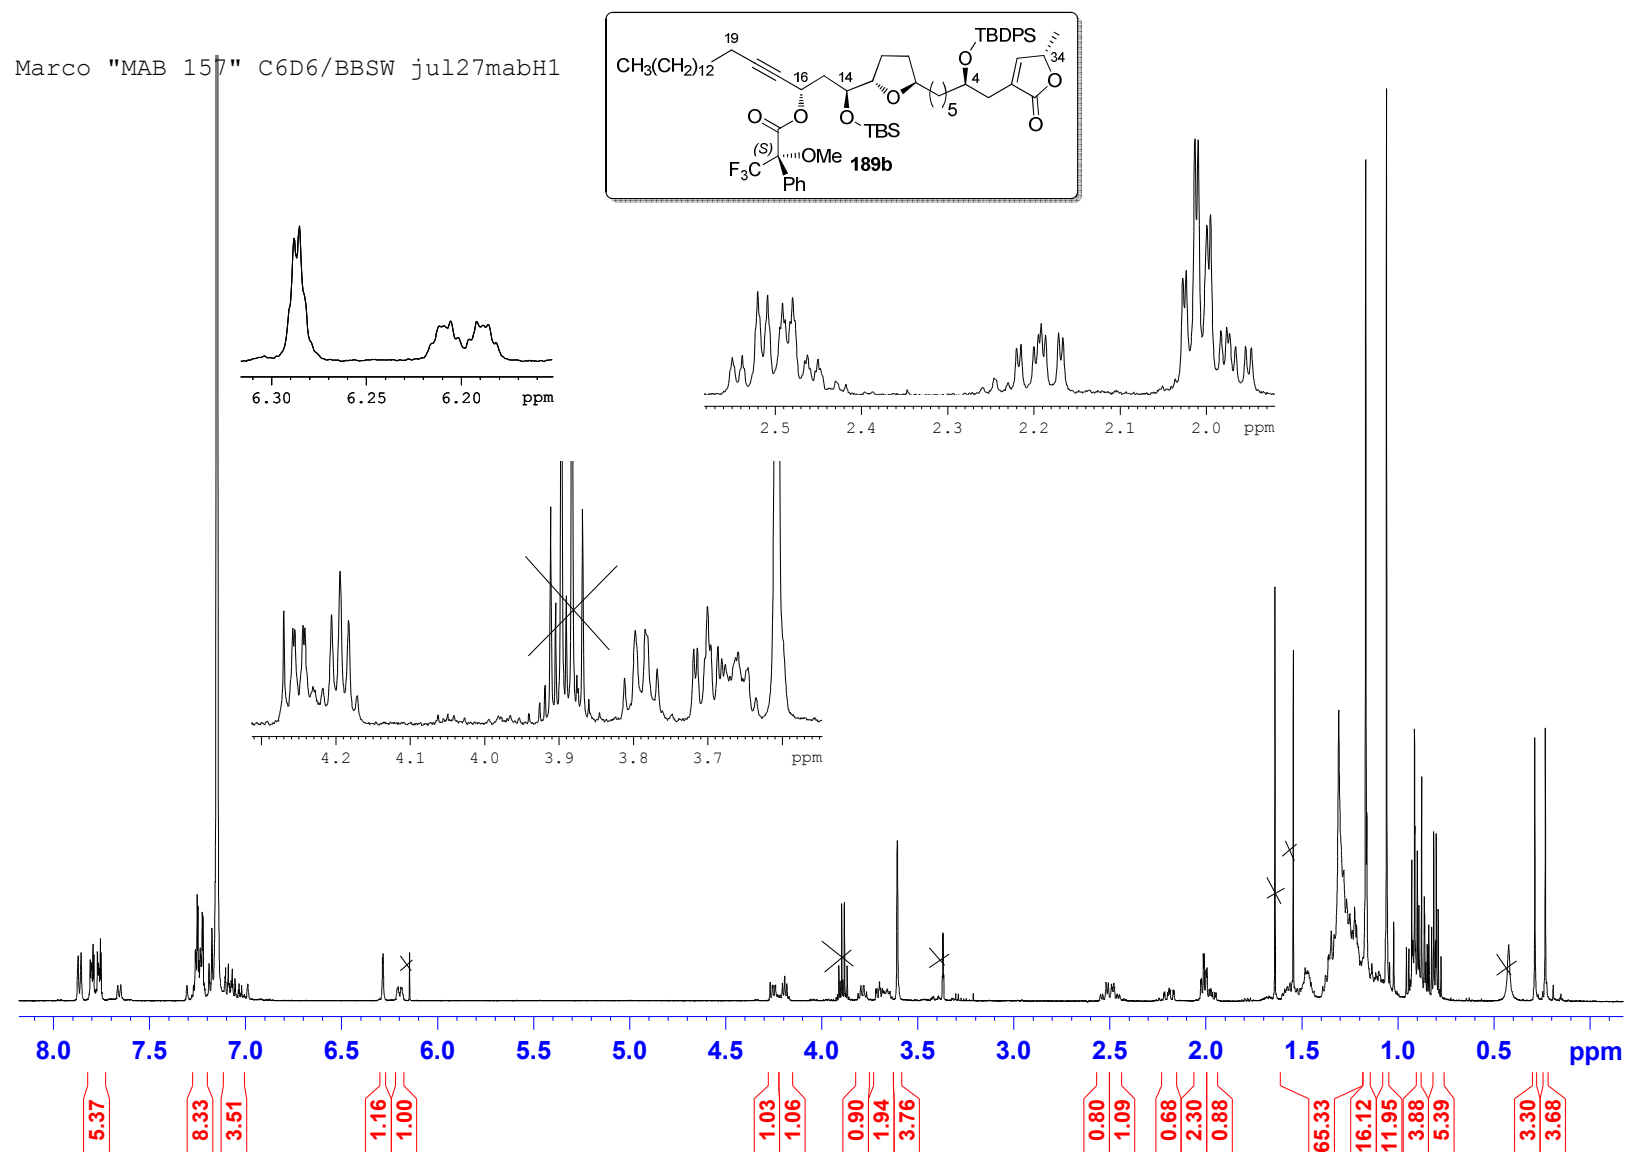 Marco "MAB 157" C6D6/BBSW jul27mabH1
TBDPS
O
34
19
CH3(CH2)12
16
14
4
O
O
5
O
O
O
O
TBS
(S)
OMe
189b
F3C
Ph
6.30 6.25 6.20 ppm
2.5 2.4 2.3 2.2 2.1 2.0 ppm
4.2 4.1 4.0 3.9 3.8 3.7 ppm
8.0 7.5 7.0 6.5 6.0 5.5 5.0 4.5 4.0 3.5 3.0 2.5 2.0 1.5 1.0 0.5 ppm
5.37 8.33 3.51 1.16 1.00 1.03 1.06 0.90 1.94 3.76 0.80 1.09 0.68 2.30 0.88 65.33 16.12 11.95 3.88 5.39 3.30 3.68